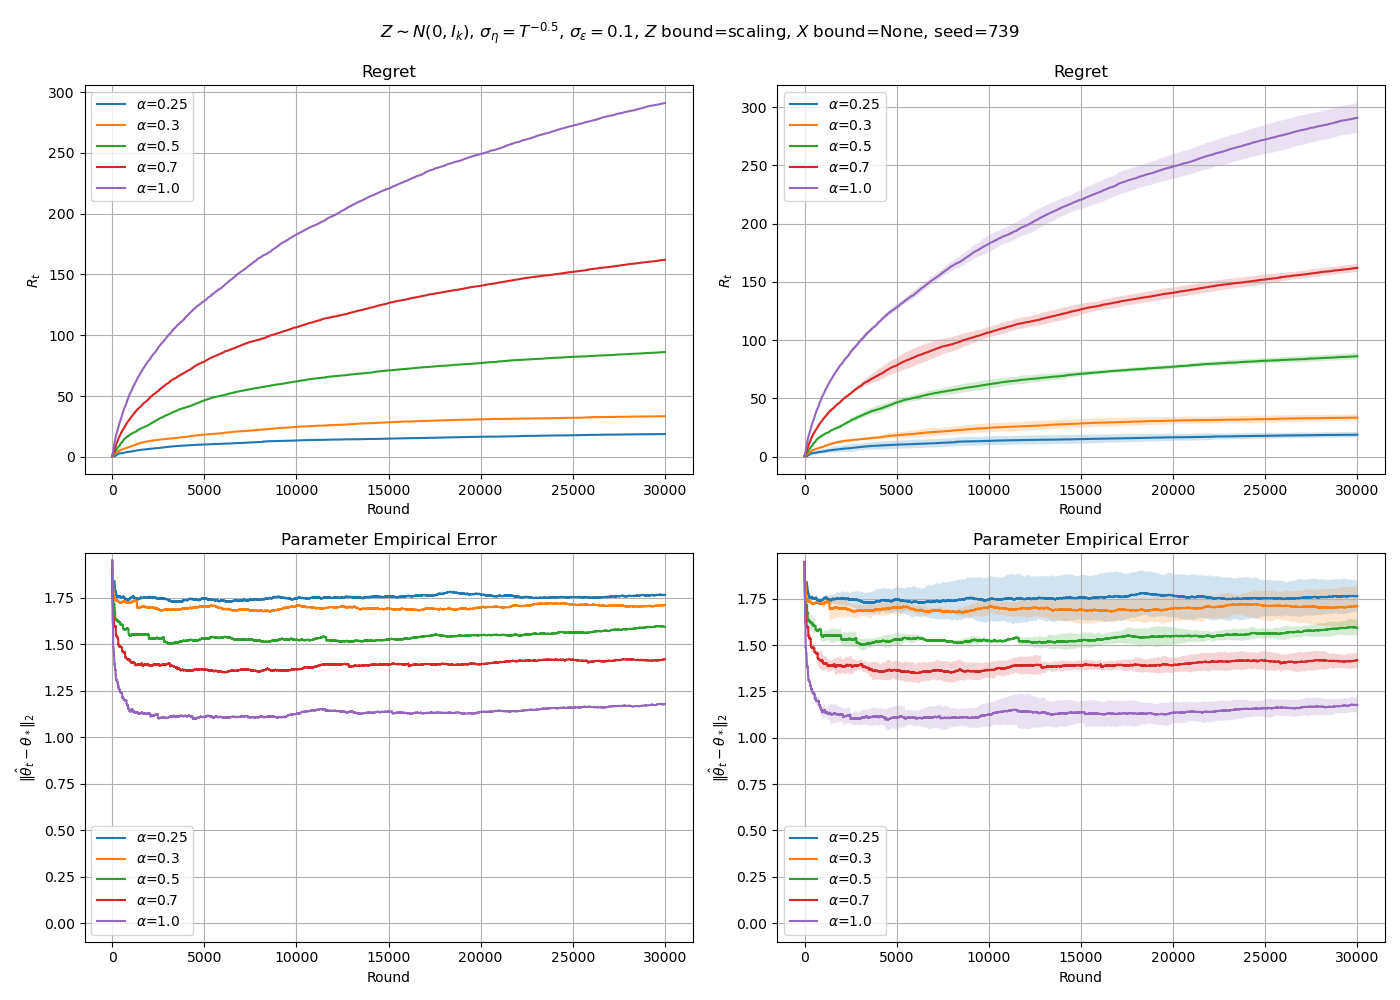 Z ∼ N(0, I_k), σ_η = T^{−0.5}, σ_ε = 0.1, Z bound=scaling, X bound=None, seed=739
Regret
300
250
200
150
100
50
0
R_t
α=0.25
α=0.3
α=0.5
α=0.7
α=1.0
0 5000 10000 15000 20000 25000 30000
Round
Regret
300
250
200
150
100
50
0
R_t
α=0.25
α=0.3
α=0.5
α=0.7
α=1.0
0 5000 10000 15000 20000 25000 30000
Round
Parameter Empirical Error
1.75
1.50
1.25
1.00
0.75
0.50
0.25
0.00
‖θ̂_t − θ_*‖_2
α=0.25
α=0.3
α=0.5
α=0.7
α=1.0
0 5000 10000 15000 20000 25000 30000
Round
Parameter Empirical Error
1.75
1.50
1.25
1.00
0.75
0.50
0.25
0.00
‖θ̂_t − θ_*‖_2
α=0.25
α=0.3
α=0.5
α=0.7
α=1.0
0 5000 10000 15000 20000 25000 30000
Round